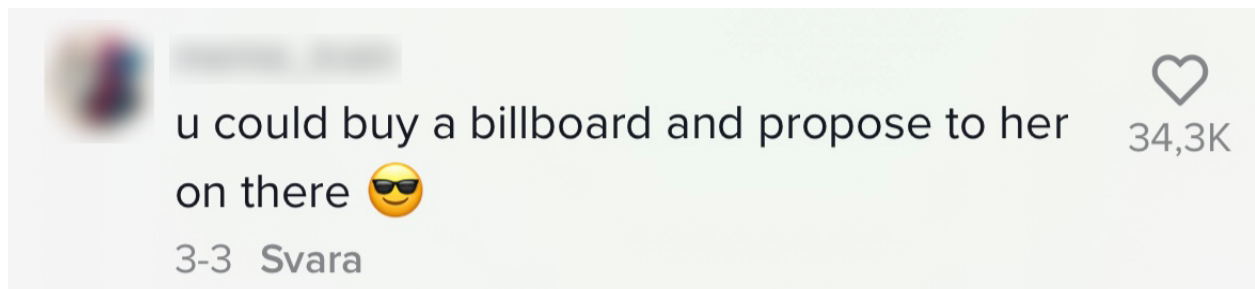 u could buy a billboard and propose to her
on there 😎
3-3 Svara
34,3K